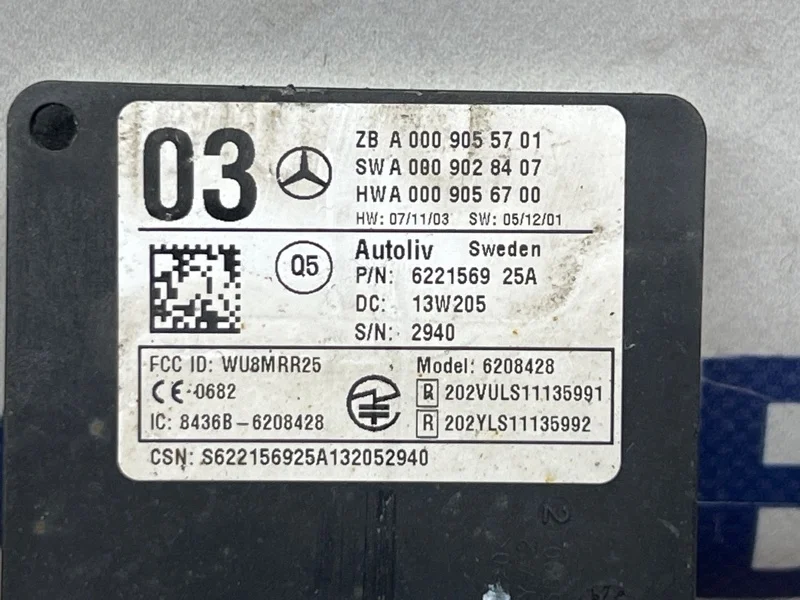 03
ZB A 000 905 57 01
SW A 000 902 84 07
HW A 000 905 67 00
HW: 07/11/03 SW: 05/12/01
Q5
Autoliv Sweden
P/N: 6221569 25A
DC: 13W205
S/N: 2940
FCC ID: WU8MRR25
Model: 6208428
CE 0682
R 202VULS11135991
IC: 8436B-6208428
R 202YLS11135992
CSN: S622156925A132052940